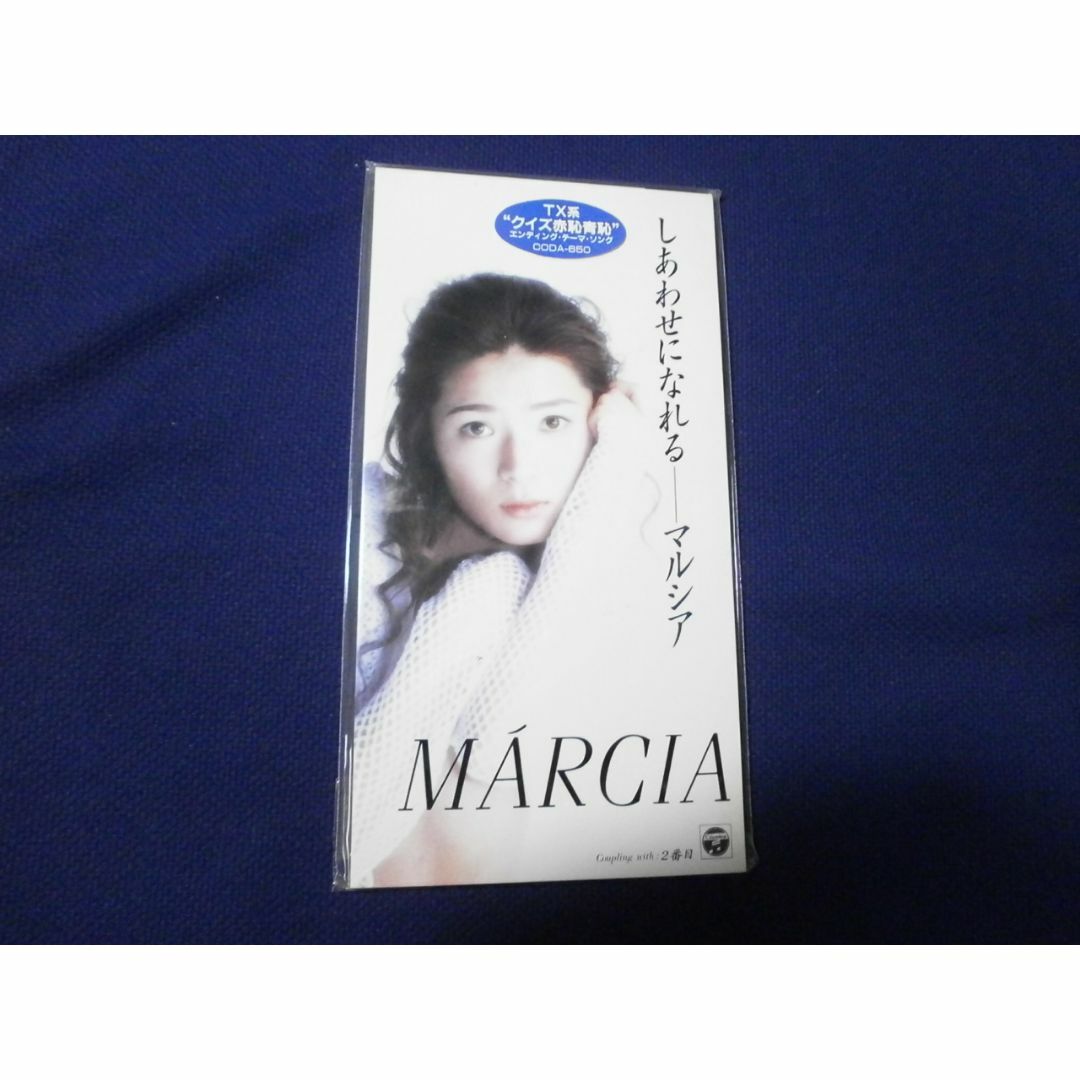 TX系
“クイズ赤恥青恥”
エンディング・テーマ・ソング
CODA-650
しあわせになれる──マルシア
MÁRCIA
Coupling with : 2番目